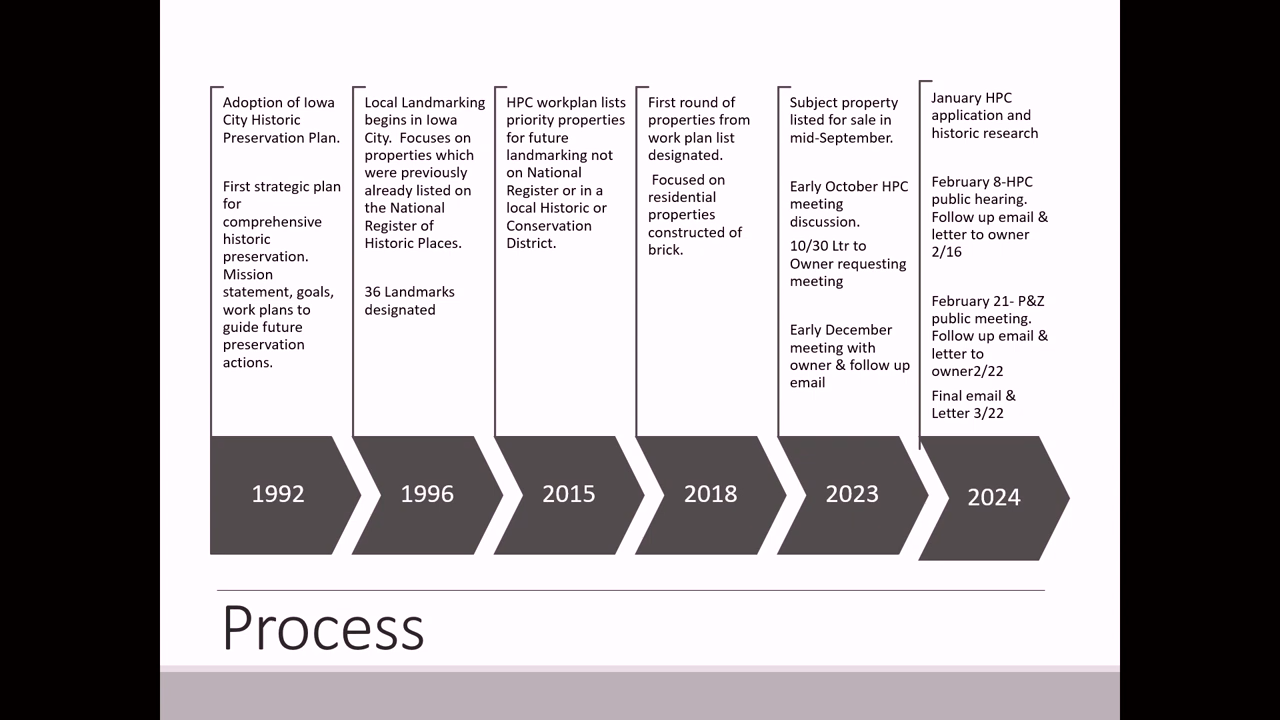 Adoption of Iowa
City Historic
Preservation Plan.
First strategic plan
for
comprehensive
historic
preservation.
Mission
statement, goals,
work plans to
guide future
preservation
actions.
1992
Local Landmarking
begins in Iowa
City. Focuses on
properties which
were previously
already listed on
the National
Register of
Historic Places.
36 Landmarks
designated
1996
HPC workplan lists
priority properties
for future
landmarking not
on National
Register or in a
local Historic or
Conservation
District.
2015
First round of
properties from
work plan list
designated.
Focused on
residential
properties
constructed of
brick.
2018
Subject property
listed for sale in
mid-September.
Early October HPC
meeting
discussion.
10/30 Ltr to
Owner requesting
meeting
Early December
meeting with
owner & follow up
email
2023
January HPC
application and
historic research
February 8-HPC
public hearing.
Follow up email &
letter to owner
2/16
February 21- P&Z
public meeting.
Follow up email &
letter to
owner2/22
Final email &
Letter 3/22
2024
Process